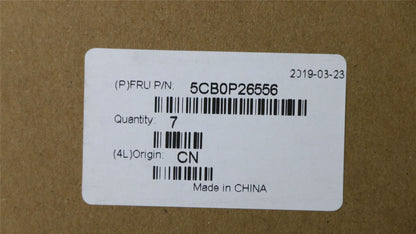 2019-03-23
(P)FRU P/N: 5CB0P26556
Quantity: 7
(4L)Origin: CN
Made in CHINA